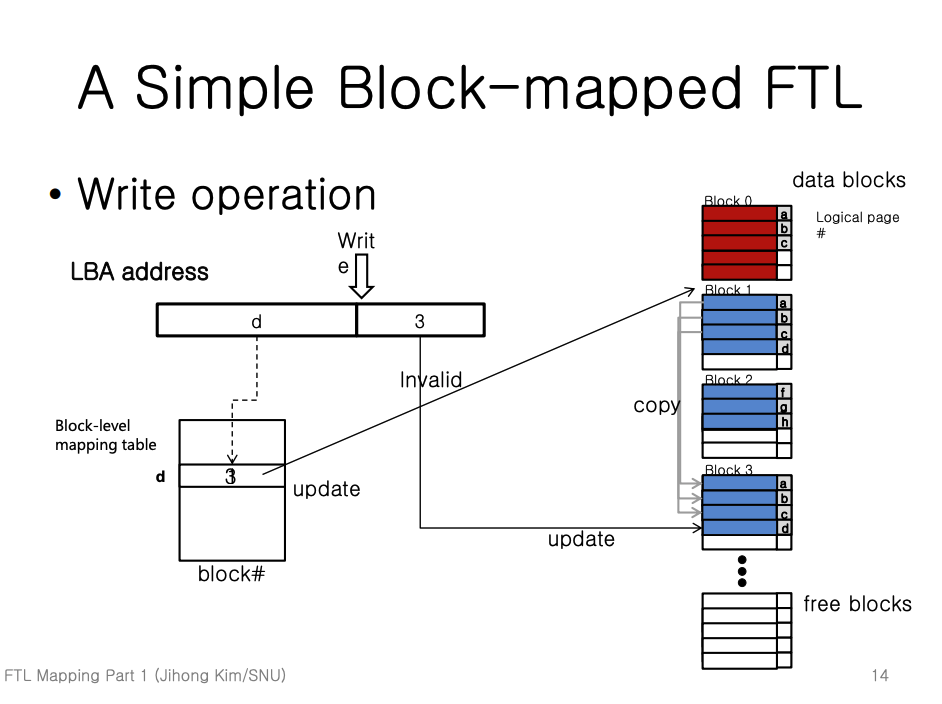 A Simple Block-mapped FTL
• Write operation
data blocks
Block 0
a
b
c
Logical page
#
Writ
e
LBA address
d
3
Block 1
a
b
c
d
Invalid
Block 2
f
g
h
copy
Block-level
mapping table
d
update
Block 3
a
b
c
d
update
block#
free blocks
FTL Mapping Part 1 (Jihong Kim/SNU)
14